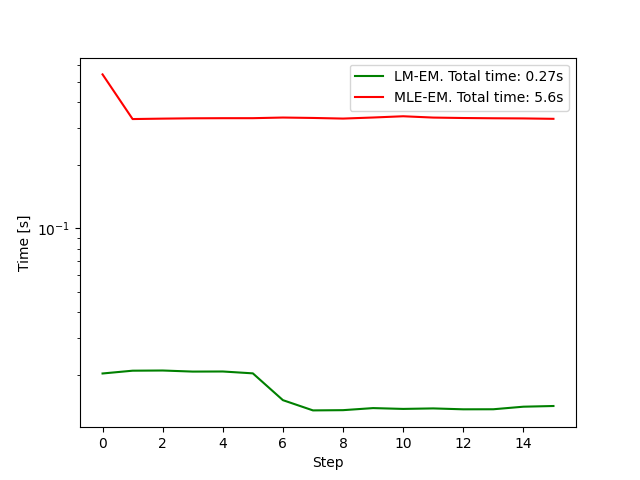 LM-EM. Total time: 0.27s
MLE-EM. Total time: 5.6s
Time [s]
10⁻¹
0 2 4 6 8 10 12 14
Step